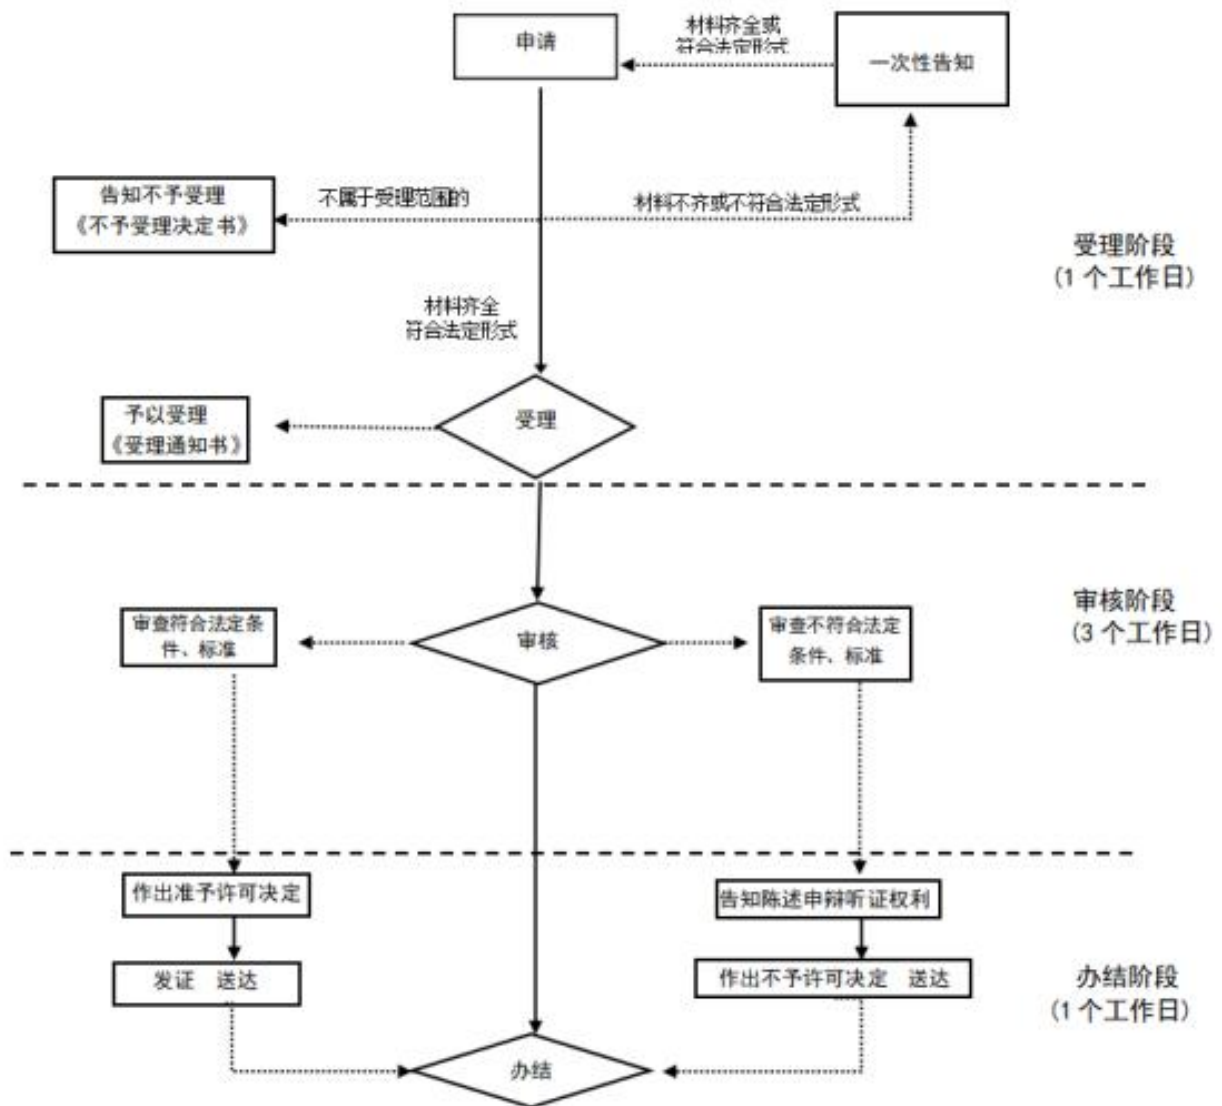 申请
材料齐全或
符合法定形式
一次性告知
告知不予受理
《不予受理决定书》
不属于受理范围的
材料不齐或不符合法定形式
受理阶段
(1 个工作日)
材料齐全
符合法定形式
予以受理
《受理通知书》
受理
审查符合法定条
件、标准
审核
审查不符合法定
条件、标准
审核阶段
(3 个工作日)
作出准予许可决定
告知陈述申辩听证权利
发证 送达
作出不予许可决定 送达
办结阶段
(1 个工作日)
办结